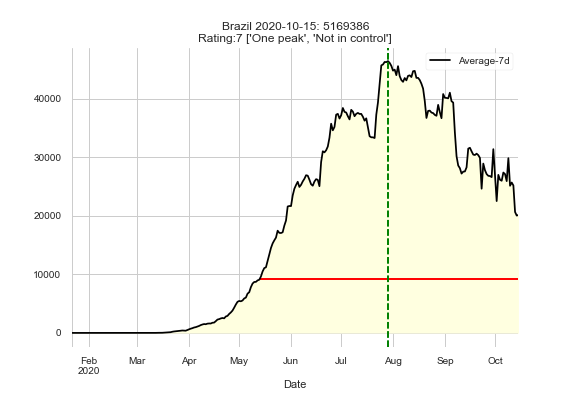 Brazil 2020-10-15: 5169386
Rating:7 ['One peak', 'Not in control']
Average-7d
40000
30000
20000
10000
0
Feb Mar Apr May Jun Jul Aug Sep Oct
2020
Date